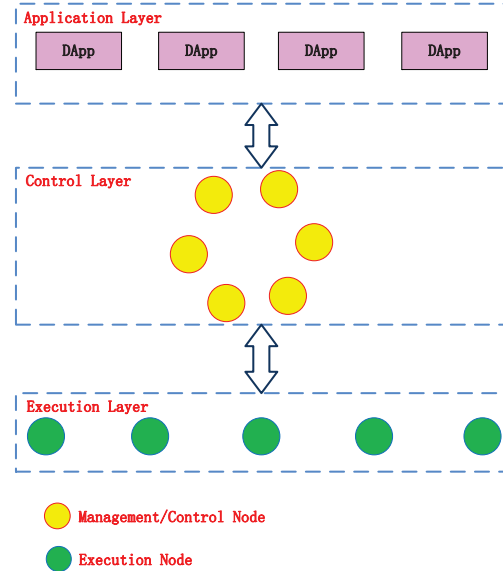 Application Layer
DApp DApp DApp DApp
Control Layer
Execution Layer
Management/Control Node
Execution Node